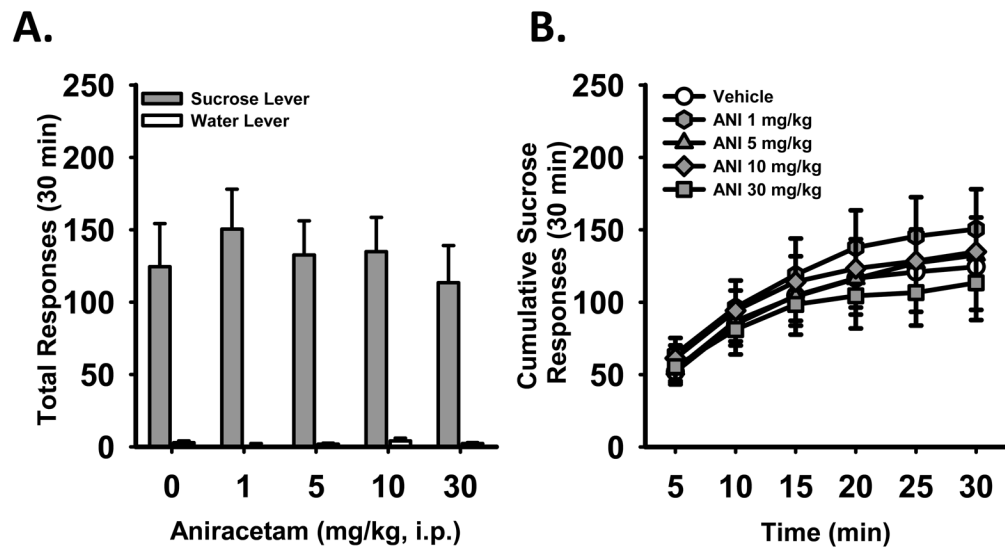 A.
250
200
150
100
50
0
Total Responses (30 min)
Sucrose Lever
Water Lever
0 1 5 10 30
Aniracetam (mg/kg, i.p.)
B.
250
200
150
100
50
0
Cumulative Sucrose
Responses (30 min)
Vehicle
ANI 1 mg/kg
ANI 5 mg/kg
ANI 10 mg/kg
ANI 30 mg/kg
5 10 15 20 25 30
Time (min)